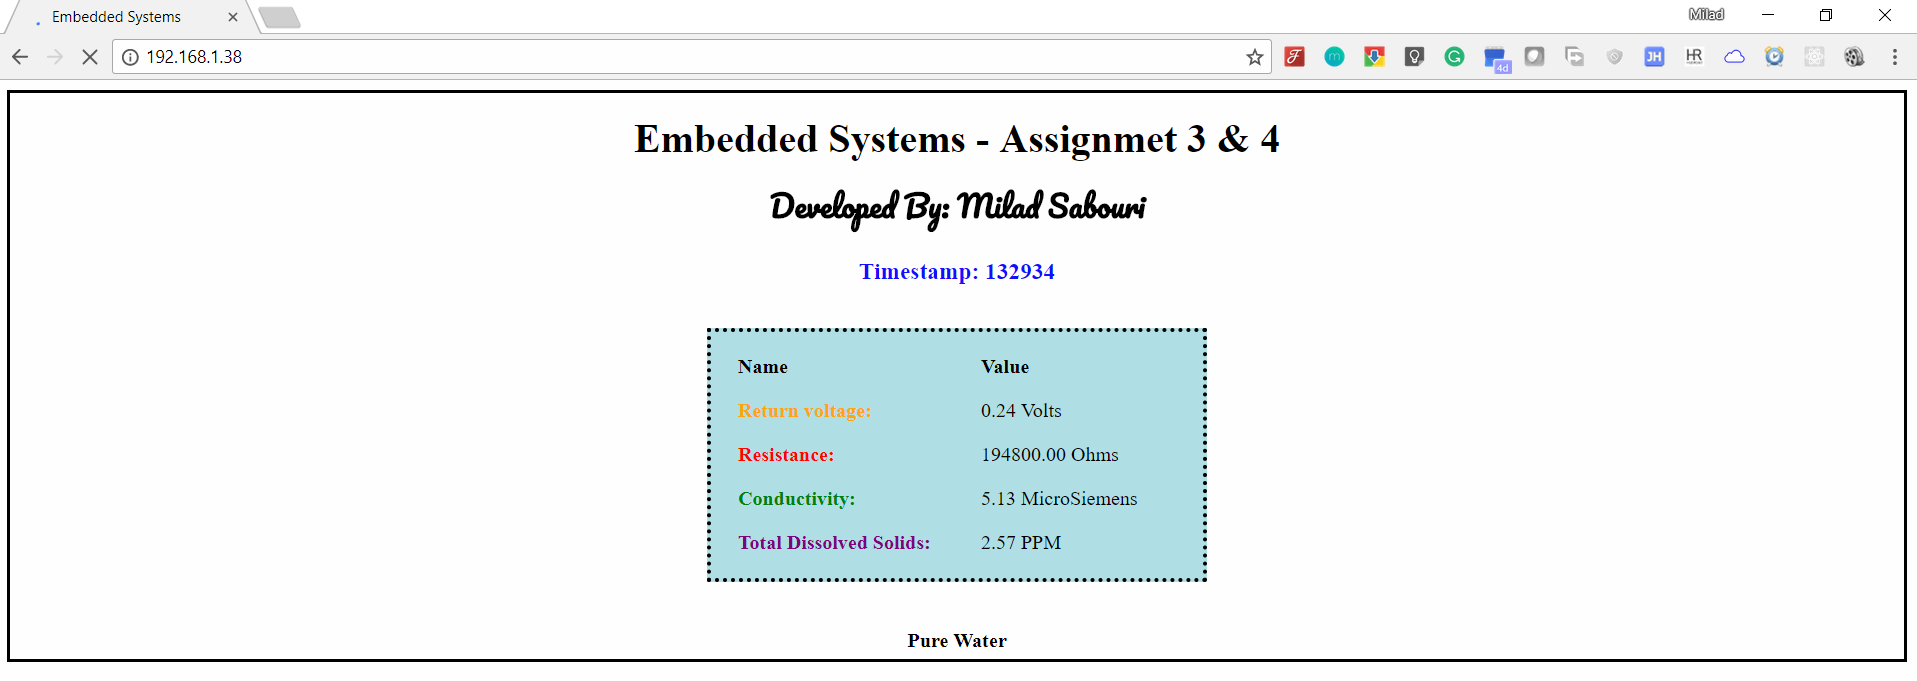 Embedded Systems
Milad
192.168.1.38
4d
JH
HR
Embedded Systems - Assignmet 3 & 4
Developed By: Milad Sabouri
Timestamp: 132934
Name Value
Return voltage: 0.24 Volts
Resistance: 194800.00 Ohms
Conductivity: 5.13 MicroSiemens
Total Dissolved Solids: 2.57 PPM
Pure Water